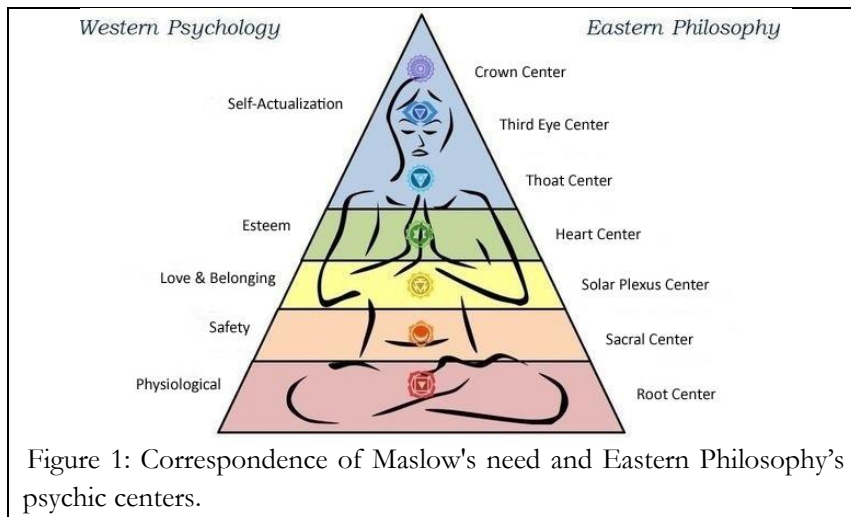 Western Psychology
Eastern Philosophy
Crown Center
Self-Actualization
Third Eye Center
Thoat Center
Esteem
Heart Center
Love & Belonging
Solar Plexus Center
Safety
Sacral Center
Physiological
Root Center
Figure 1: Correspondence of Maslow's need and Eastern Philosophy’s
psychic centers.